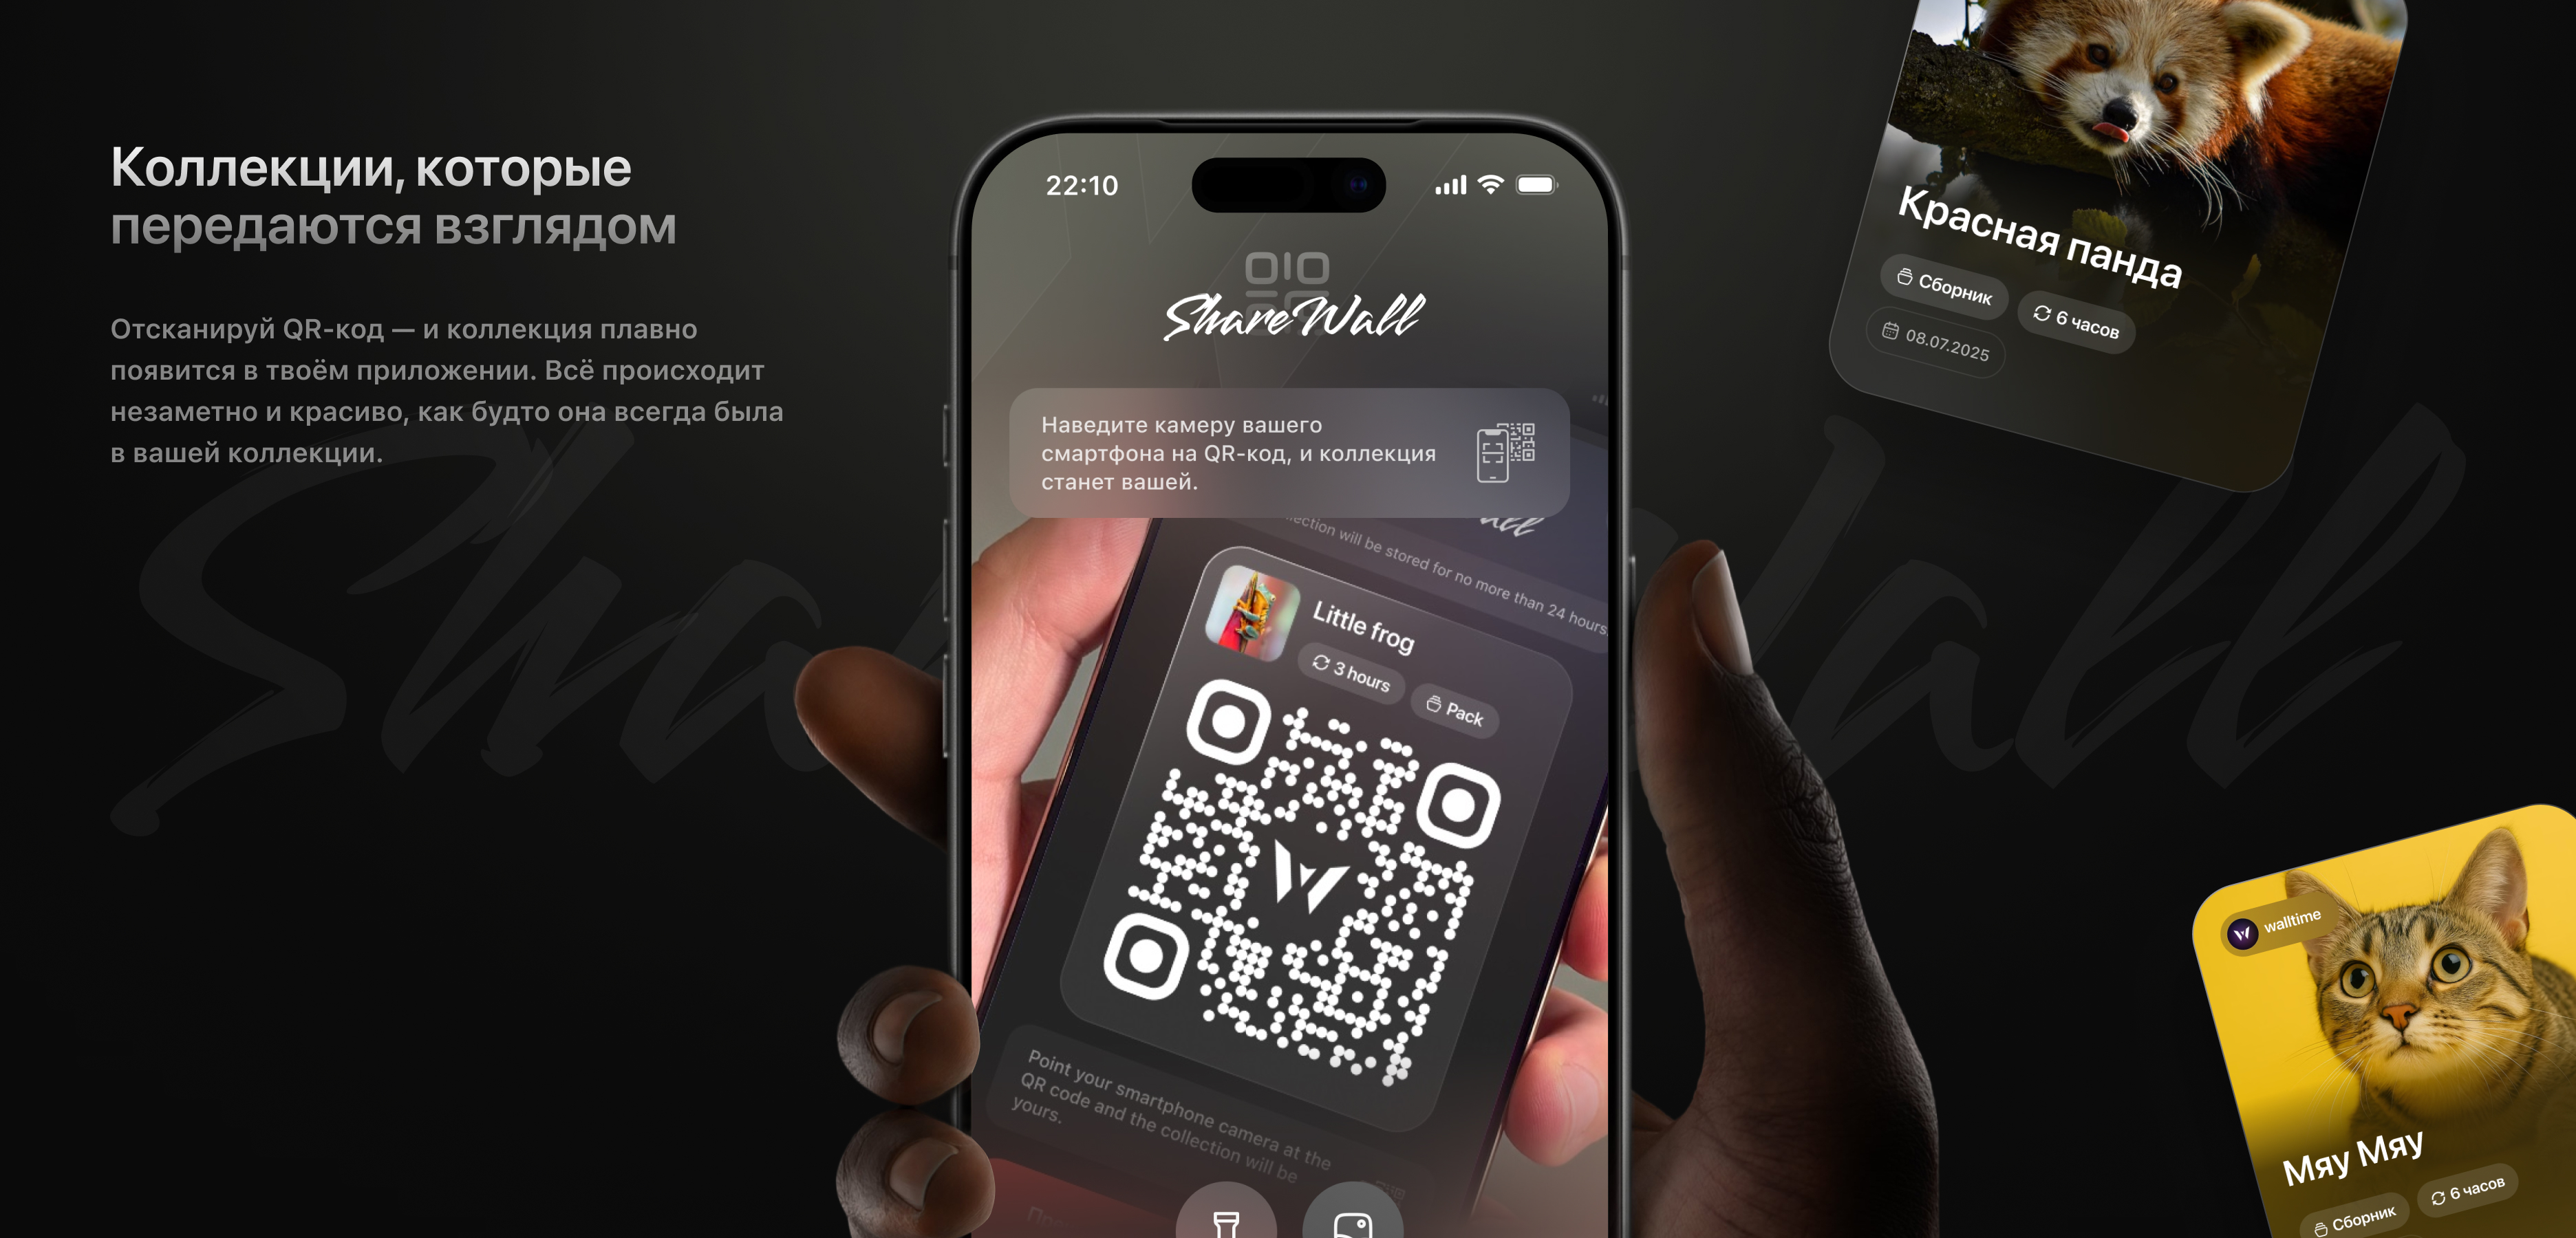 Коллекции, которые
передаются взглядом
Отсканируй QR-код — и коллекция плавно
появится в твоём приложении. Всё происходит
незаметно и красиво, как будто она всегда была
в вашей коллекции.
22:10
ShareWall
Наведите камеру вашего
смартфона на QR-код, и коллекция
станет вашей.
all
will be stored for no more than 24 hours.
Little frog
3 hours
Pack
Point your smartphone camera at the
QR code and the collection will be
yours.
Красная панда
Сборник
6 часов
08.07.2025
walltime
Мяу Мяу
Сборник
6 часов